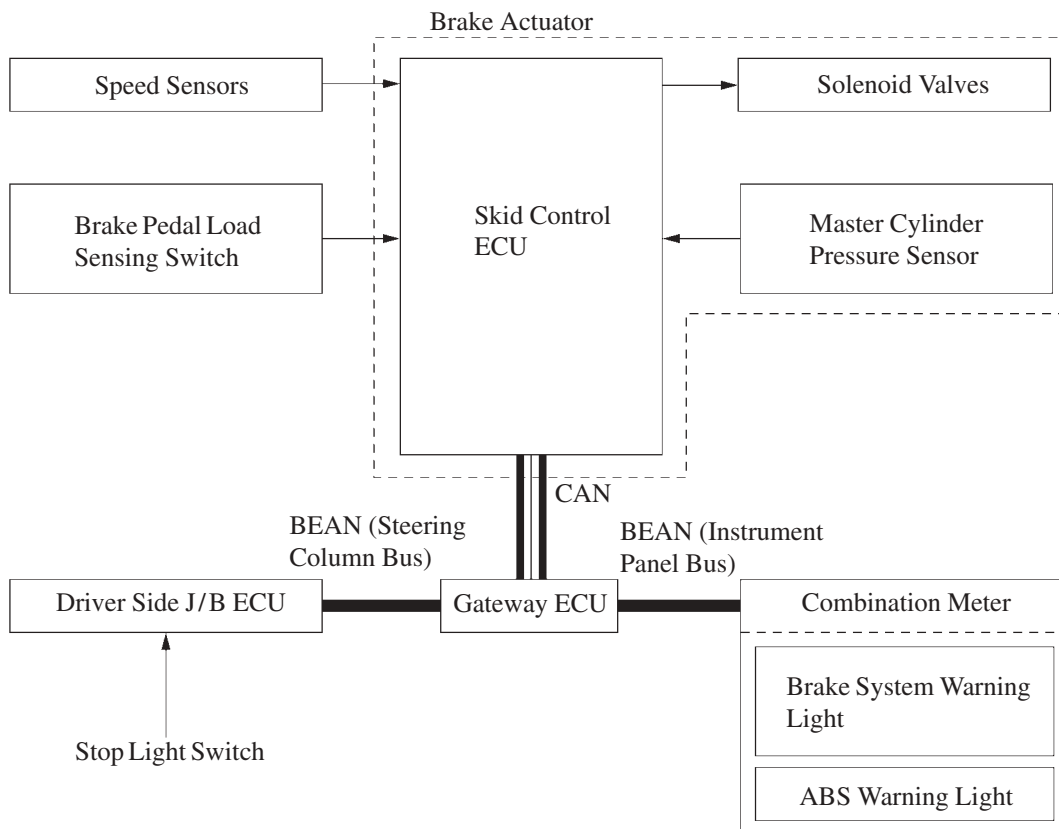 Brake Actuator
Speed Sensors
Solenoid Valves
Skid Control
ECU
Brake Pedal Load
Sensing Switch
Master Cylinder
Pressure Sensor
CAN
BEAN (Steering
Column Bus)
BEAN (Instrument
Panel Bus)
Driver Side J/B ECU
Gateway ECU
Combination Meter
Brake System Warning
Light
Stop Light Switch
ABS Warning Light